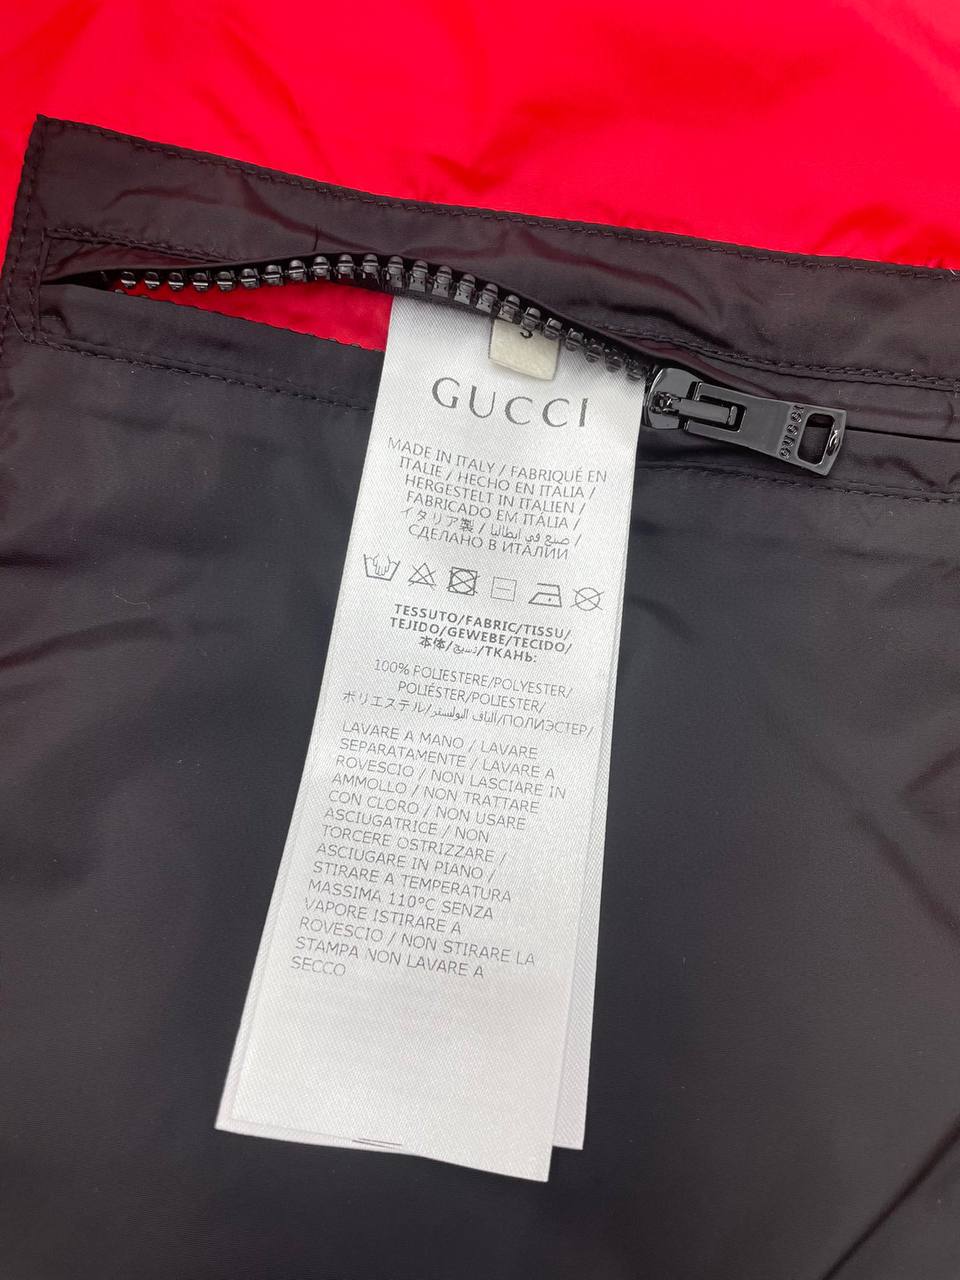 S
GUCCI
GUCCI
MADE IN ITALY / FABRIQUÉ EN
ITALIE / HECHO EN ITALIA /
HERGESTELT IN ITALIEN /
FABRICADO EM ITÁLIA /
イタリア製 / صنع في إيطاليا /
СДЕЛАНО В ИТАЛИИ
TESSUTO/FABRIC/TISSU/
TEJIDO/GEWEBE/TECIDO/
本体/نسيج/ТКАНЬ:
100% POLIESTERE/POLYESTER/
POLIÉSTER/POLIESTER/
ポリエステル/الياف البوليستر/ПОЛИЭСТЕР/
LAVARE A MANO / LAVARE
SEPARATAMENTE / LAVARE A
ROVESCIO / NON LASCIARE IN
AMMOLLO / NON TRATTARE
CON CLORO / NON USARE
ASCIUGATRICE / NON
TORCERE OSTRIZZARE /
ASCIUGARE IN PIANO /
STIRARE A TEMPERATURA
MASSIMA 110°C SENZA
VAPORE !STIRARE A
ROVESCIO / NON STIRARE LA
STAMPA NON LAVARE A
SECCO